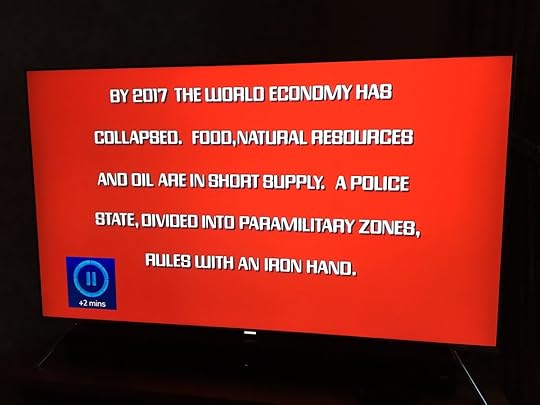 BY 2017 THE WORLD ECONOMY HAS
COLLAPSED. FOOD,NATURAL RESOURCES
AND OIL ARE IN SHORT SUPPLY. A POLICE
STATE, DIVIDED INTO PARAMILITARY ZONES,
RULES WITH AN IRON HAND.
+2 mins